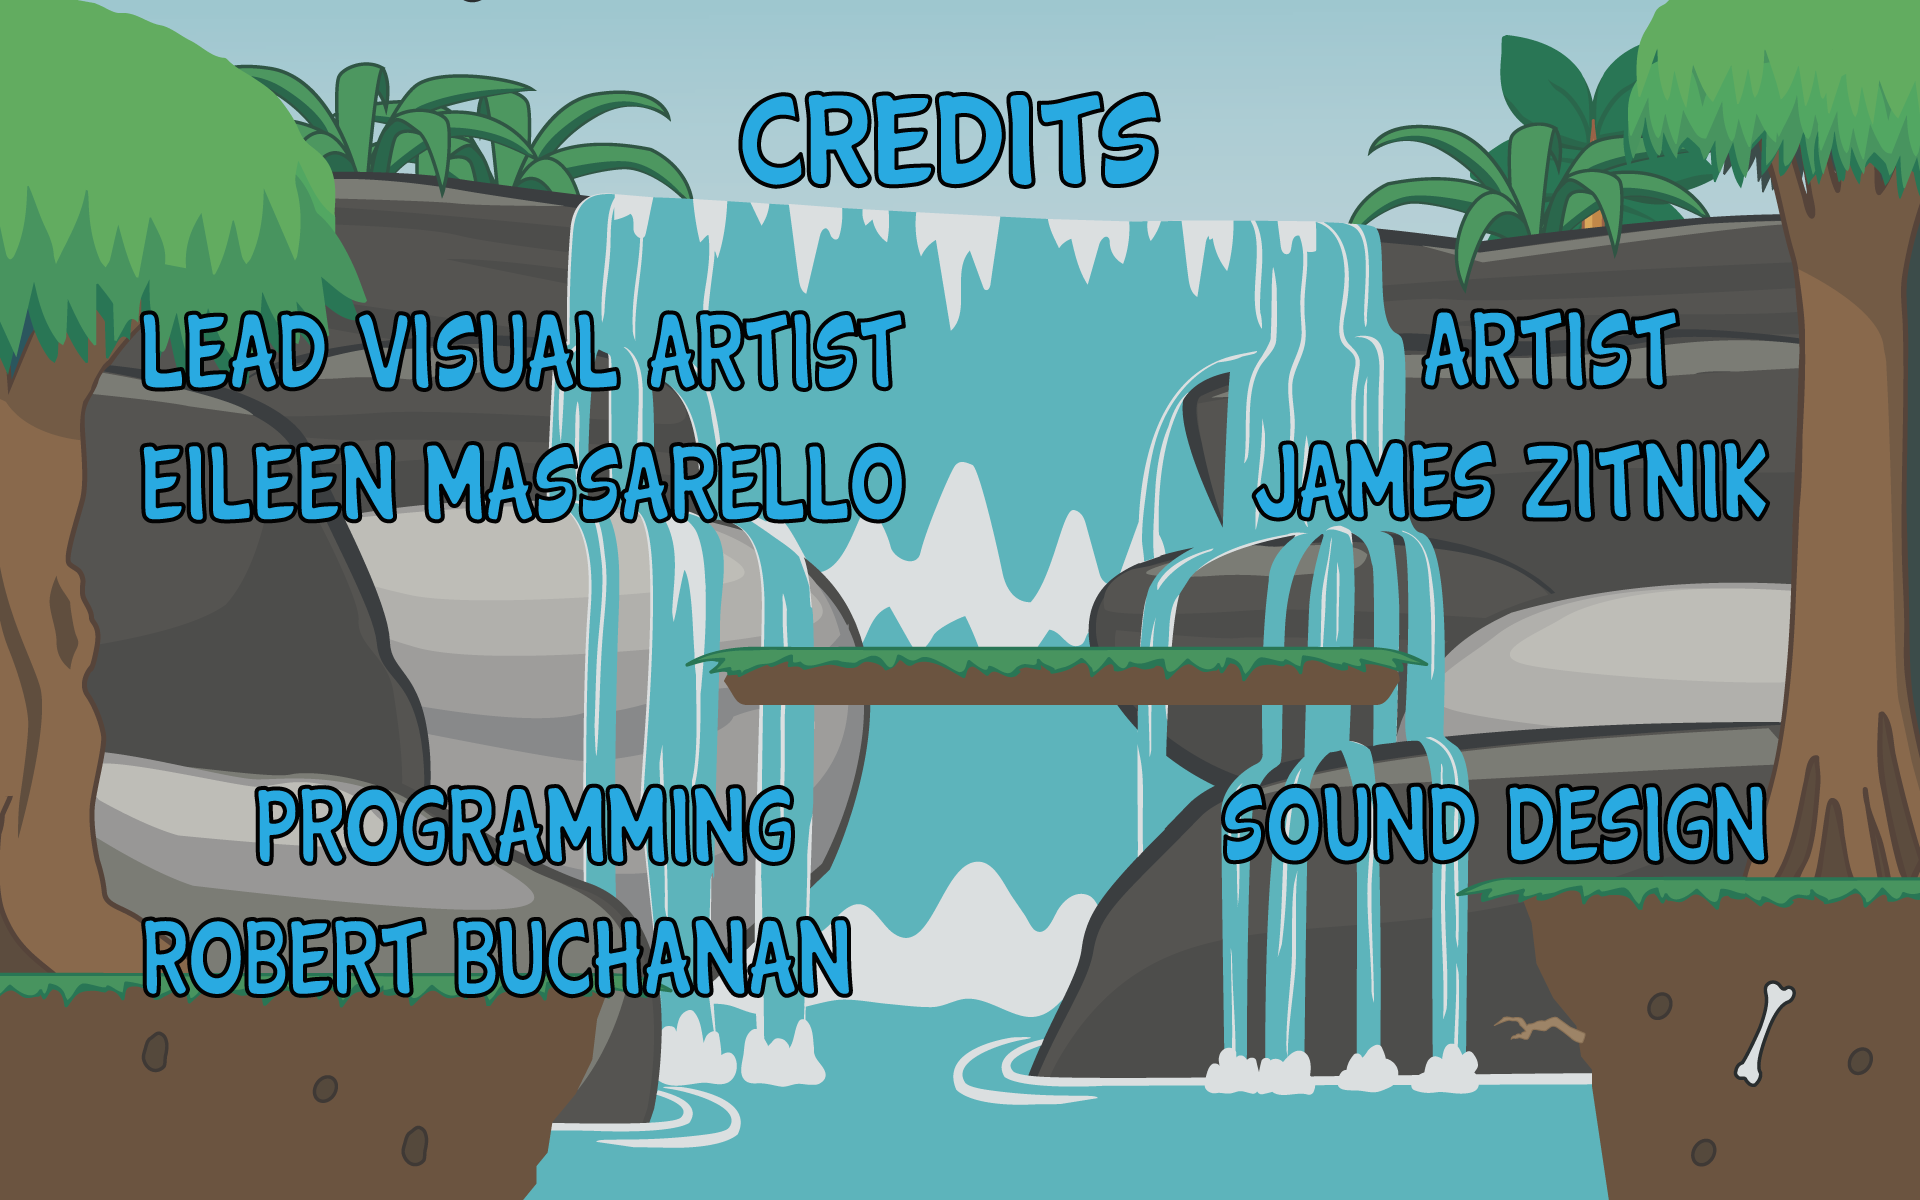 CREDITS
LEAD VISUAL ARTIST
EILEEN MASSARELLO
ARTIST
JAMES ZITNIK
PROGRAMMING
ROBERT BUCHANAN
SOUND DESIGN